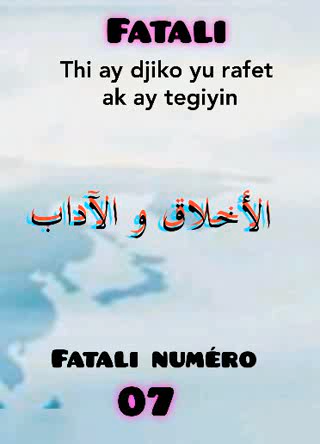 FATALI
Thi ay djiko yu rafet
ak ay tegiyin
الأخلاق و الآداب
FATALI NUMÉRO
07